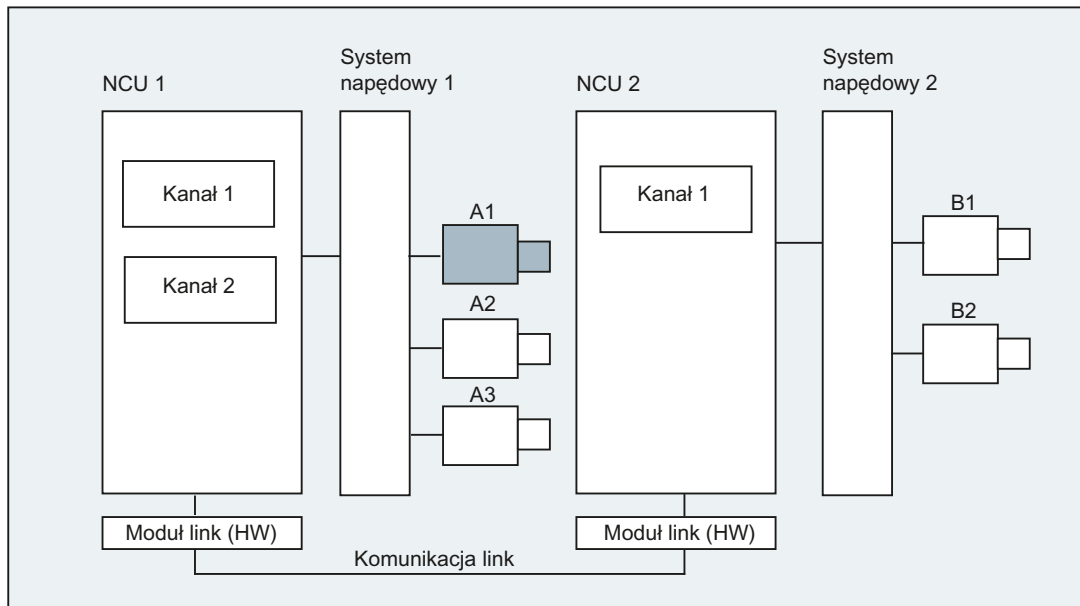 NCU 1
System
napędowy 1
NCU 2
System
napędowy 2
Kanał 1
Kanał 2
A1
A2
A3
Kanał 1
B1
B2
Moduł link (HW)
Moduł link (HW)
Komunikacja link